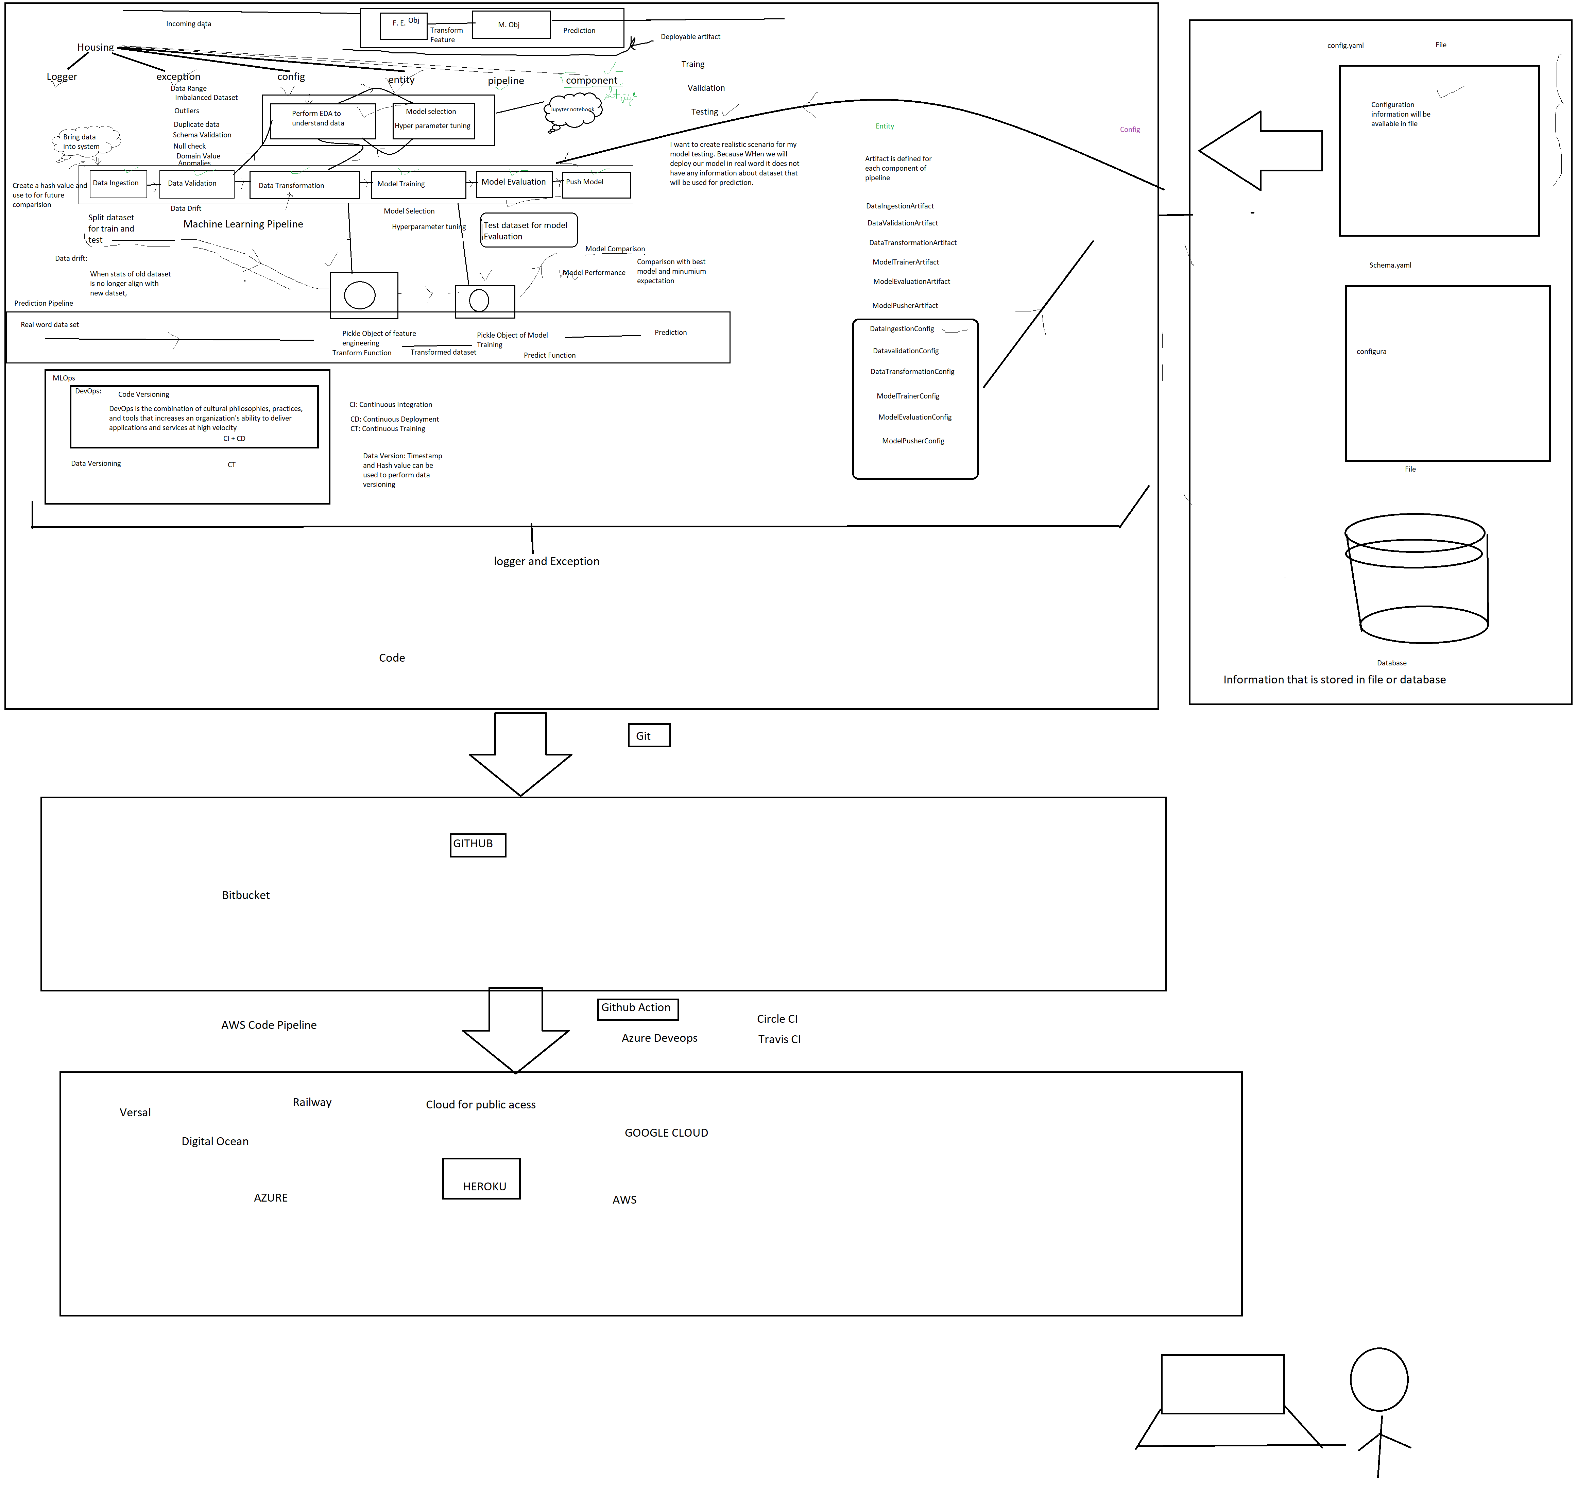 Incoming data
F. E. Obj
Transform
Feature
M. Obj
Prediction
Deployable artifact
Housing
Logger
exception
config
entity
pipeline
component
Traing
Validation
Testing
Data Range
Imbalanced Dataset
Outliers
Duplicate data
Schema Validation
Null check
Domain Value
Anomalies
Perform EDA to
understand data
Model selection
Hyper parameter tuning
jupyter notebook
Bring data
into system
I want to create realistic scenario for my
model testing. Because WHen we will
deploy our model in real word it does not
have any information about dataset that
will be used for prediction.
Create a hash value and
use to for future
comparision
Data Ingestion
Data Validation
Data Transformation
Model Training
Model Evaluation
Push Model
Data Drift
Machine Learning Pipeline
Model Selection
Hyperparameter tuning
Test dataset for model
Evaluation
Split dataset
for train and
test
Data drift:
When stats of old dataset
is no longer align with
new datset,
Model Comparison
Model Performance
Comparison with best
model and minumium
expectation
Prediction Pipeline
Real word data set
Pickle Object of feature
engineering
Tranform Function
Transformed dataset
Pickle Object of Model
Training
Predict Function
Prediction
MLOps
DevOps:
Code Versioning
DevOps is the combination of cultural philosophies, practices,
and tools that increases an organization's ability to deliver
applications and services at high velocity
CI + CD
Data Versioning
CT
CI: Continuous Integration
CD: Continuous Deployment
CT: Continuous Training
Data Version: Timestamp
and Hash value can be
used to perform data
versioning
Entity
Config
Artifact is defined for
each component of
pipeline
DataIngestionArtifact
DataValidationArtifact
DataTransformationArtifact
ModelTrainerArtifact
ModelEvaluationArtifact
ModelPusherArtifact
DataIngestionConfig
DatavalidationConfig
DataTransformationConfig
ModelTrainerConfig
ModelEvaluationConfig
ModelPusherConfig
logger and Exception
Code
config.yaml
File
Configuration
information will be
available in file
Schema.yaml
configura
File
Database
Information that is stored in file or database
Git
GITHUB
Bitbucket
AWS Code Pipeline
Github Action
Azure Deveops
Circle CI
Travis CI
Versal
Railway
Cloud for public acess
Digital Ocean
GOOGLE CLOUD
HEROKU
AZURE
AWS